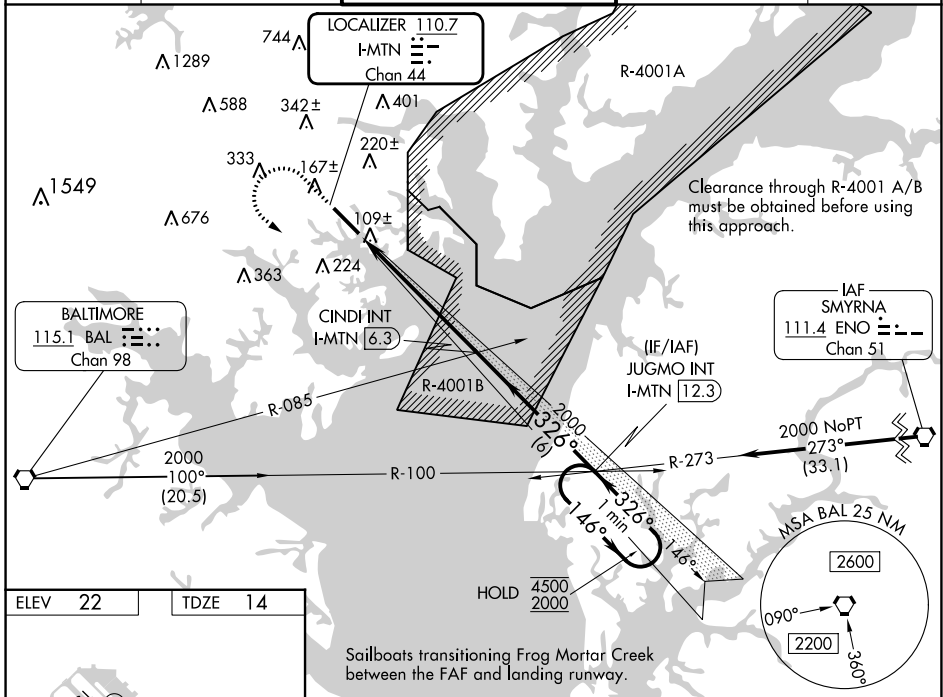 LOCALIZER 110.7
I-MTN
Chan 44
744
1289
588
342±
401
R-4001A
220±
333
167±
1549
676
109±
Clearance through R-4001 A/B
must be obtained before using
this approach.
363
224
BALTIMORE
115.1 BAL
Chan 98
CINDI INT
I-MTN 6.3
IAF
SMYRNA
111.4 ENO
Chan 51
(IF/IAF)
JUGMO INT
I-MTN 12.3
R-4001B
R-085
2000
326°
(6)
2000 NoPT
273°
(33.1)
R-273
2000
100°
(20.5)
R-100
326°
1 min
146°
146°
HOLD 4500
2000
MSA BAL 25 NM
2600
090°
2200
360°
ELEV 22
TDZE 14
Sailboats transitioning Frog Mortar Creek
between the FAF and landing runway.